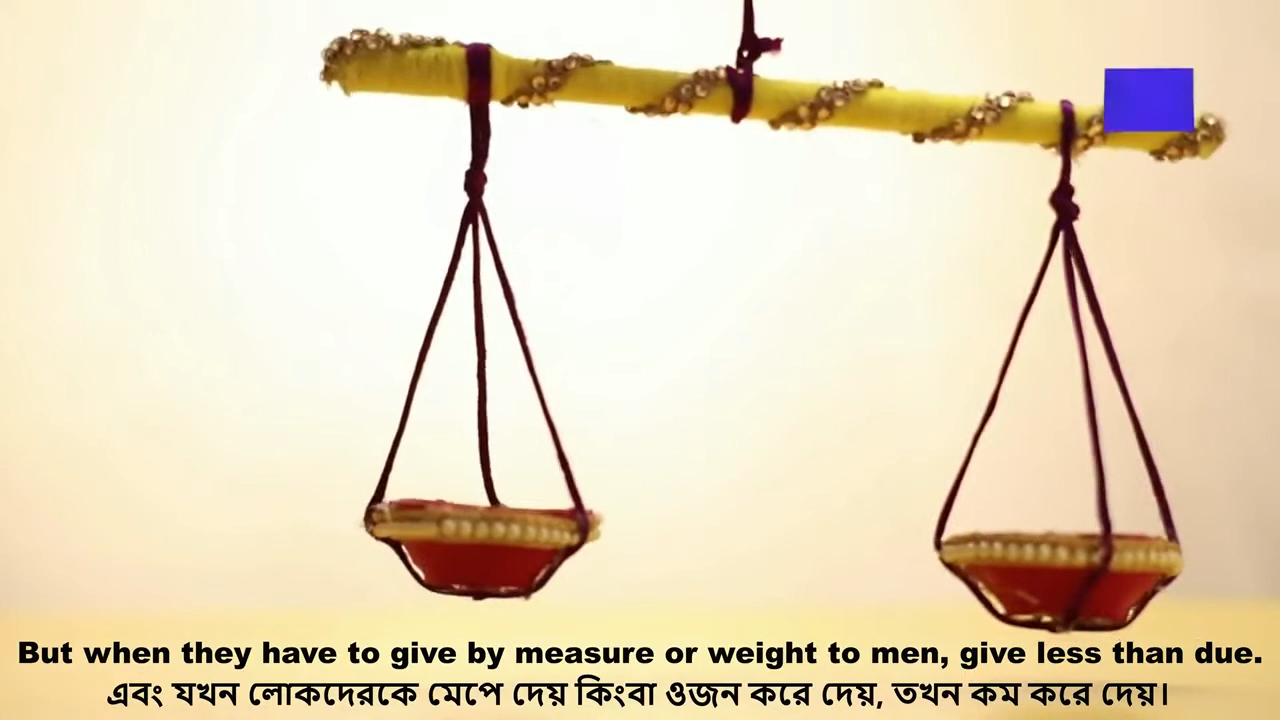 But when they have to give by measure or weight to men, give less than due.
এবং যখন লোকদেরকে মেপে দেয় কিংবা ওজন করে দেয়, তখন কম করে দেয়।